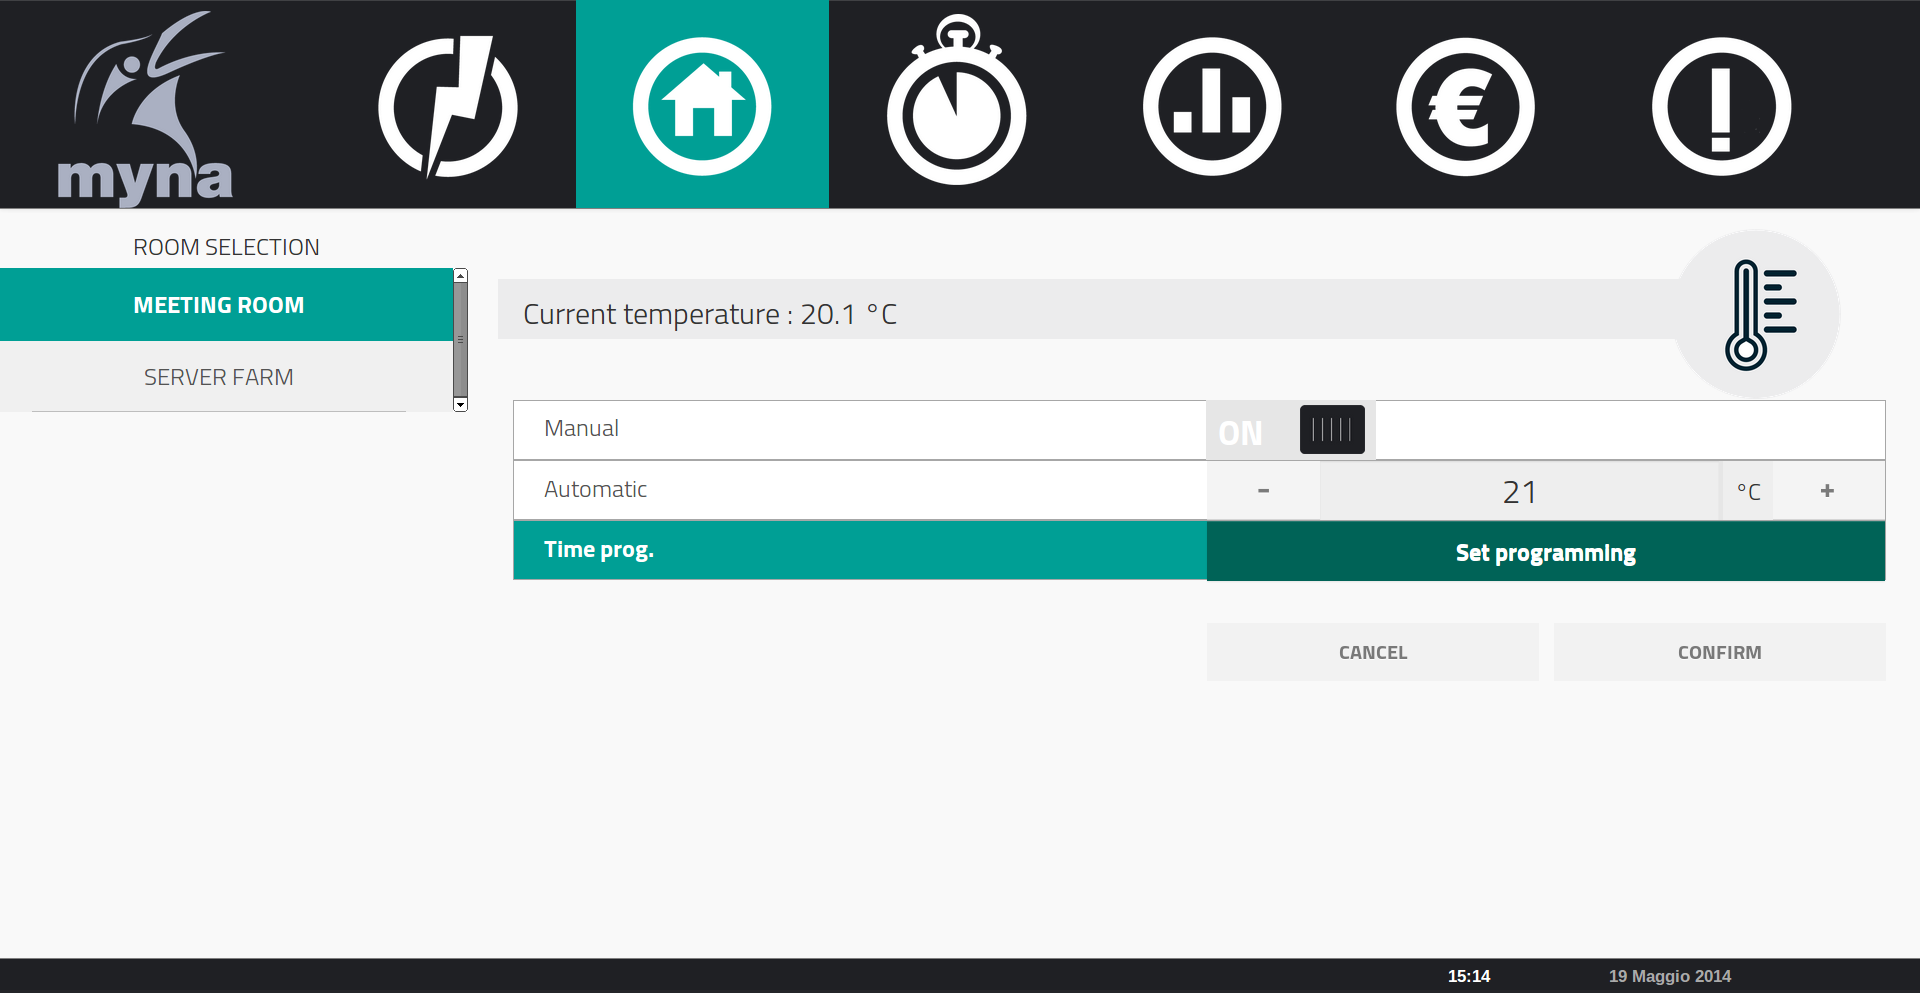 myna
ROOM SELECTION
MEETING ROOM
SERVER FARM
Current temperature : 20.1 °C
Manual
ON
Automatic
- 21 °C +
Time prog.
Set programming
CANCEL
CONFIRM
15:14
19 Maggio 2014